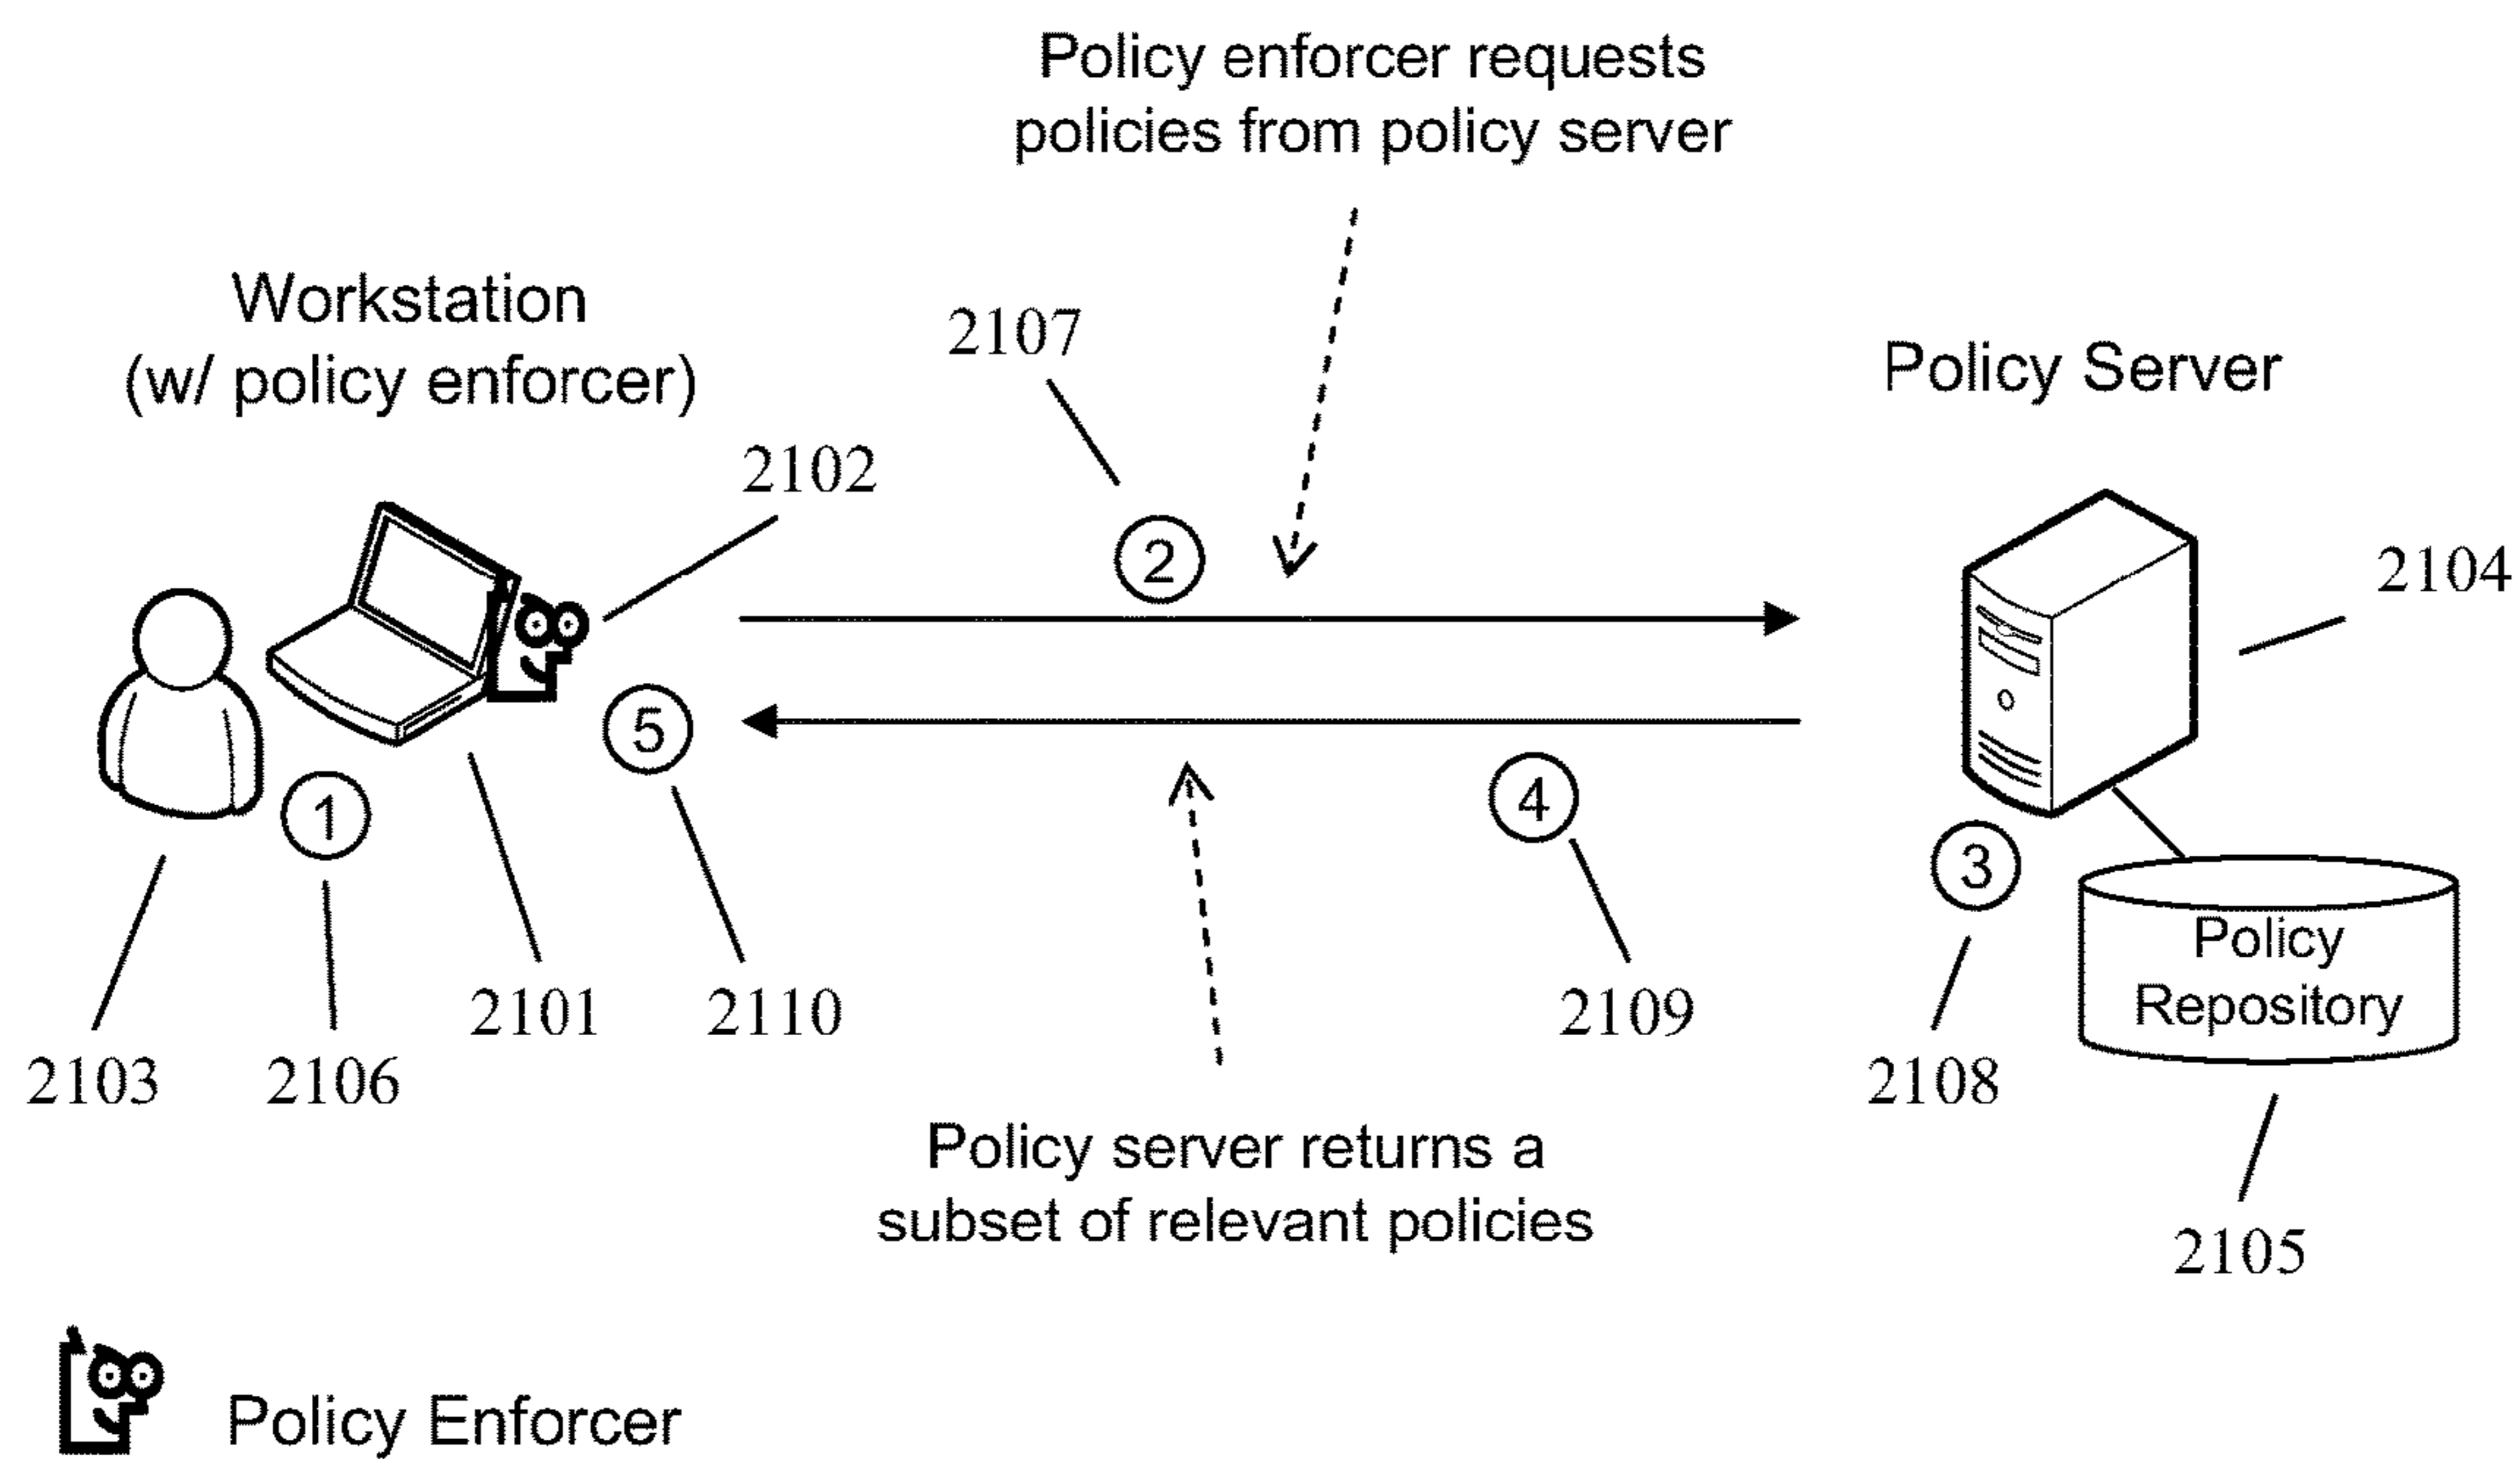 Policy enforcer requests
policies from policy server
Workstation
(w/ policy enforcer)
2107
Policy Server
2102
2
2104
5
1
4
3
Policy
Repository
2103
2106
2101
2110
2109
2108
2105
Policy server returns a
subset of relevant policies
Policy Enforcer